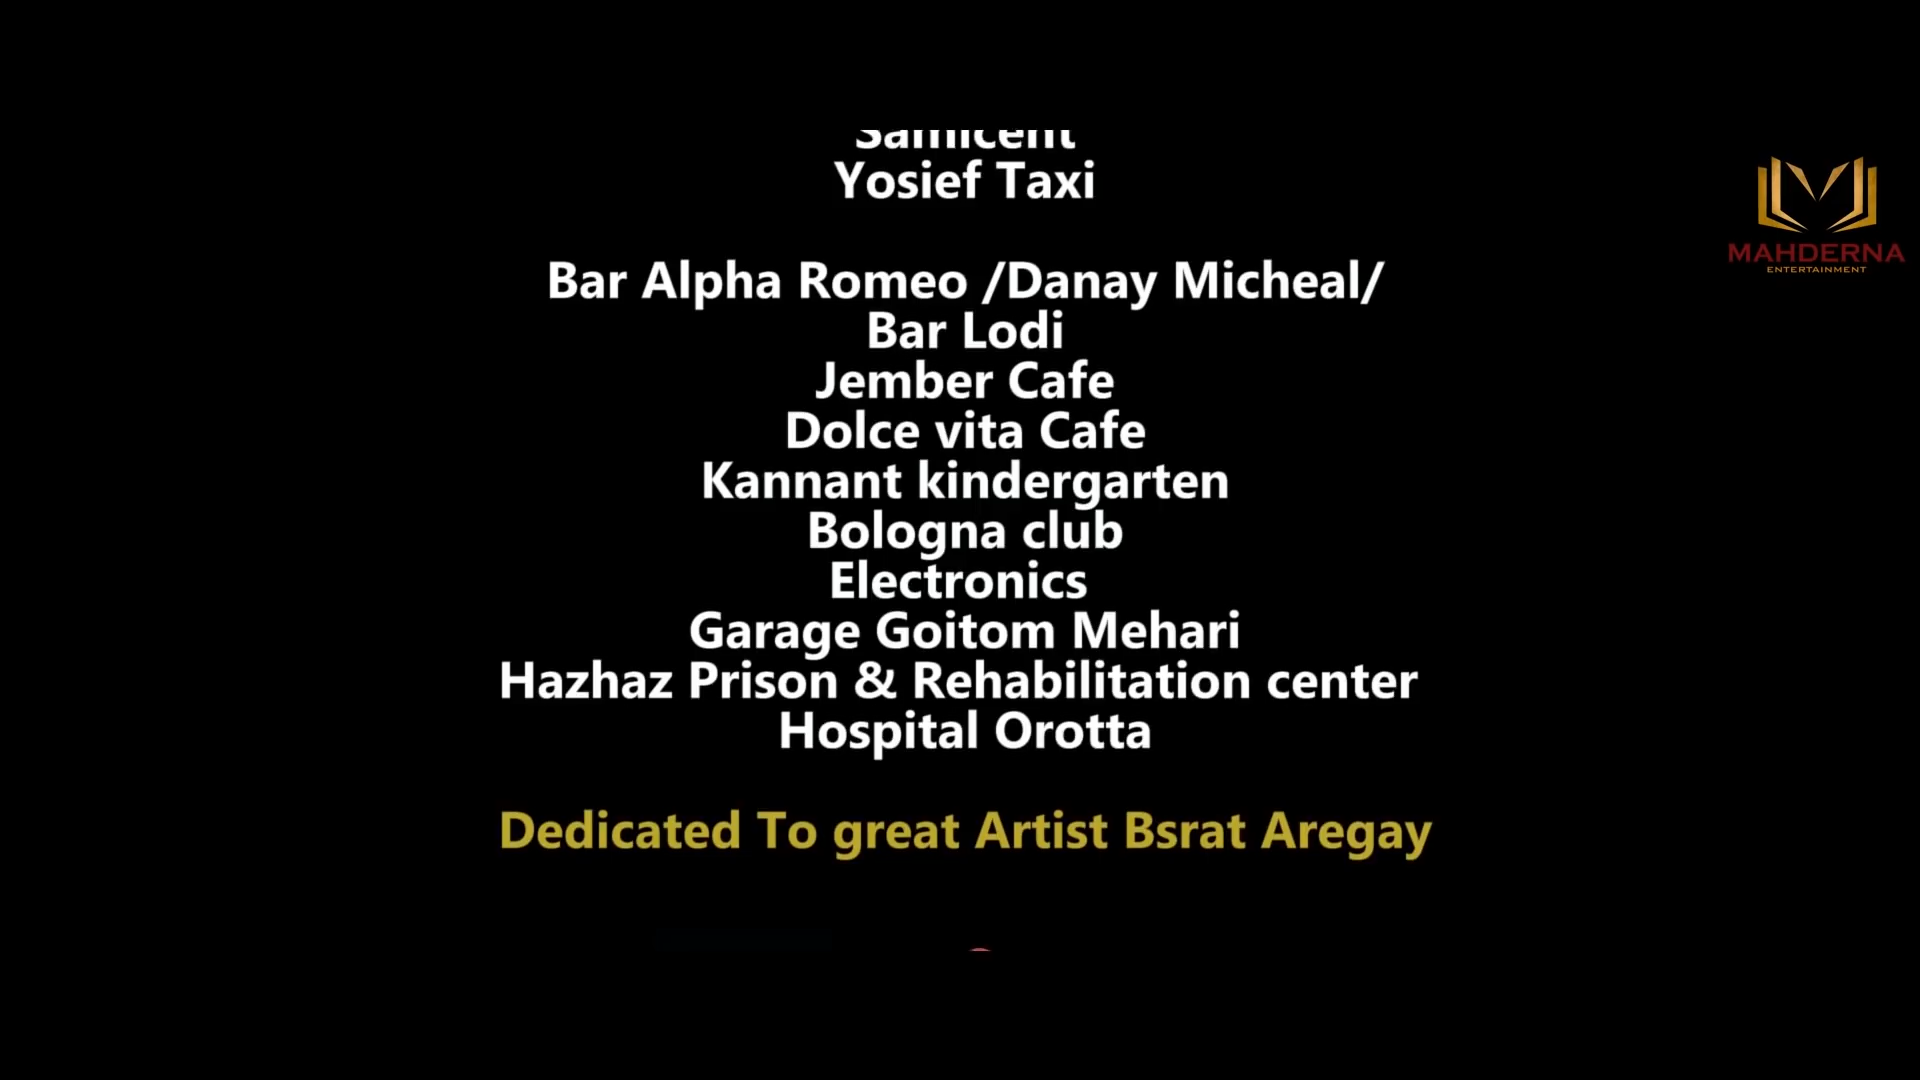 Samicent
Yosief Taxi
Bar Alpha Romeo /Danay Micheal/
Bar Lodi
Jember Cafe
Dolce vita Cafe
Kannant kindergarten
Bologna club
Electronics
Garage Goitom Mehari
Hazhaz Prison & Rehabilitation center
Hospital Orotta
Dedicated To great Artist Bsrat Aregay
MAHDERNA
ENTERTAINMENT